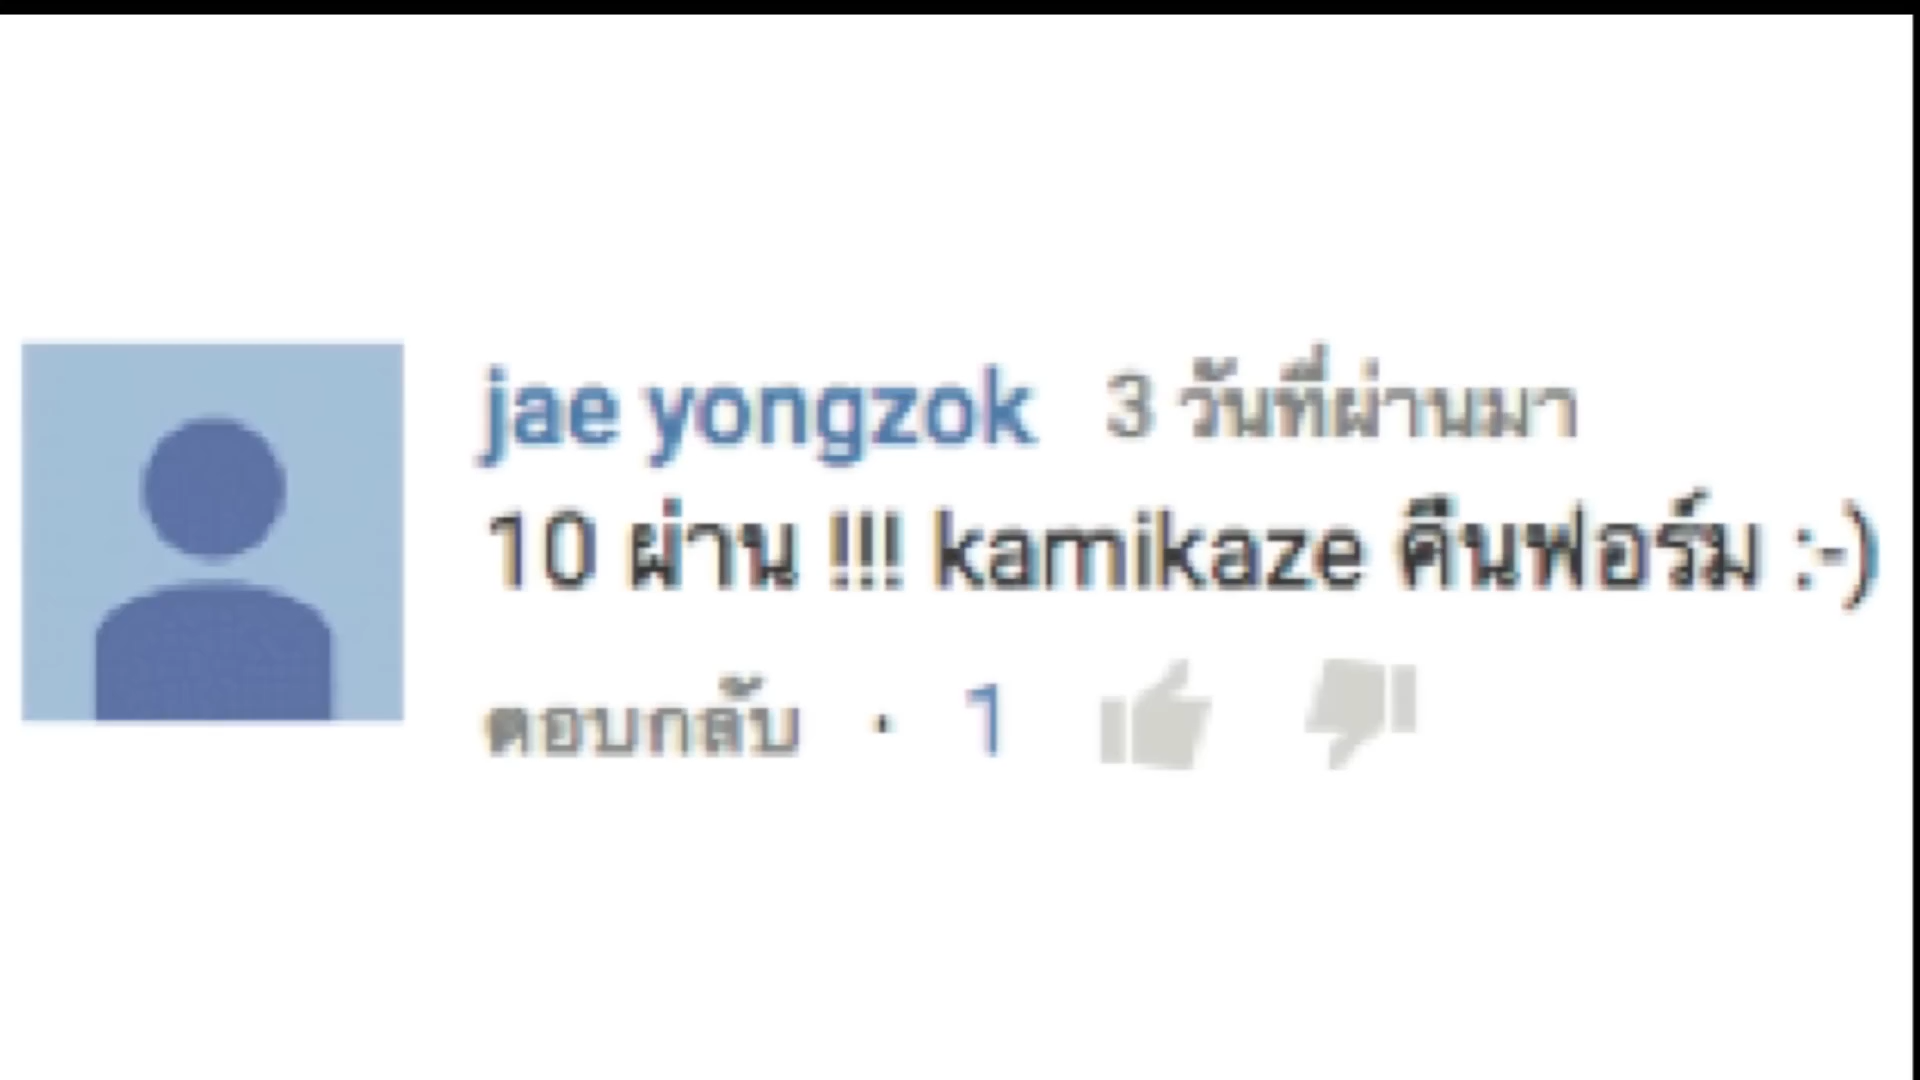 jae yongzok 3 วันที่ผ่านมา
10 ผ่าน !!! kamikaze คืนฟอร์ม :-)
ตอบกลับ · 1